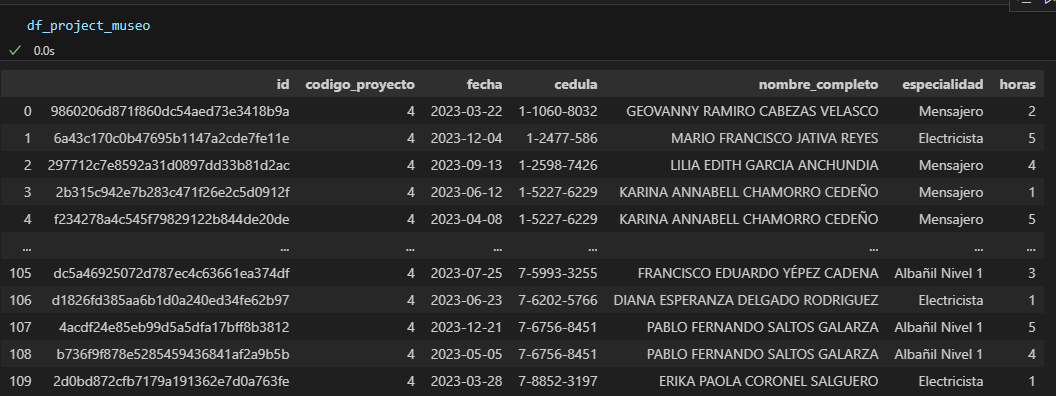 df_project_museo
0.0s
id codigo_proyecto fecha cedula nombre_completo especialidad horas
0 9860206d871f860dc54aed73e3418b9a 4 2023-03-22 1-1060-8032 GEOVANNY RAMIRO CABEZAS VELASCO Mensajero 2
1 6a43c170c0b47695b1147a2cde7fe11e 4 2023-12-04 1-2477-586 MARIO FRANCISCO JATIVA REYES Electricista 5
2 297712c7e8592a31d0897dd33b81d2ac 4 2023-09-13 1-2598-7426 LILIA EDITH GARCIA ANCHUNDIA Mensajero 4
3 2b315c942e7b283c471f26e2c5d0912f 4 2023-06-12 1-5227-6229 KARINA ANNABELL CHAMORRO CEDEÑO Mensajero 1
4 f234278a4c545f79829122b844de20de 4 2023-04-08 1-5227-6229 KARINA ANNABELL CHAMORRO CEDEÑO Mensajero 5
... ... ... ... ... ... ... ...
105 dc5a46925072d787ec4c63661ea374df 4 2023-07-25 7-5993-3255 FRANCISCO EDUARDO YÉPEZ CADENA Albañil Nivel 1 3
106 d1826fd385aa6b1d0a240ed34fe62b97 4 2023-06-23 7-6202-5766 DIANA ESPERANZA DELGADO RODRIGUEZ Electricista 1
107 4acdf24e85eb99d5a5dfa17bff8b3812 4 2023-12-21 7-6756-8451 PABLO FERNANDO SALTOS GALARZA Albañil Nivel 1 5
108 b736f9f878e5285459436841af2a9b5b 4 2023-05-05 7-6756-8451 PABLO FERNANDO SALTOS GALARZA Albañil Nivel 1 4
109 2d0bd872cfb7179a191362e7d0a763fe 4 2023-03-28 7-8852-3197 ERIKA PAOLA CORONEL SALGUERO Electricista 1